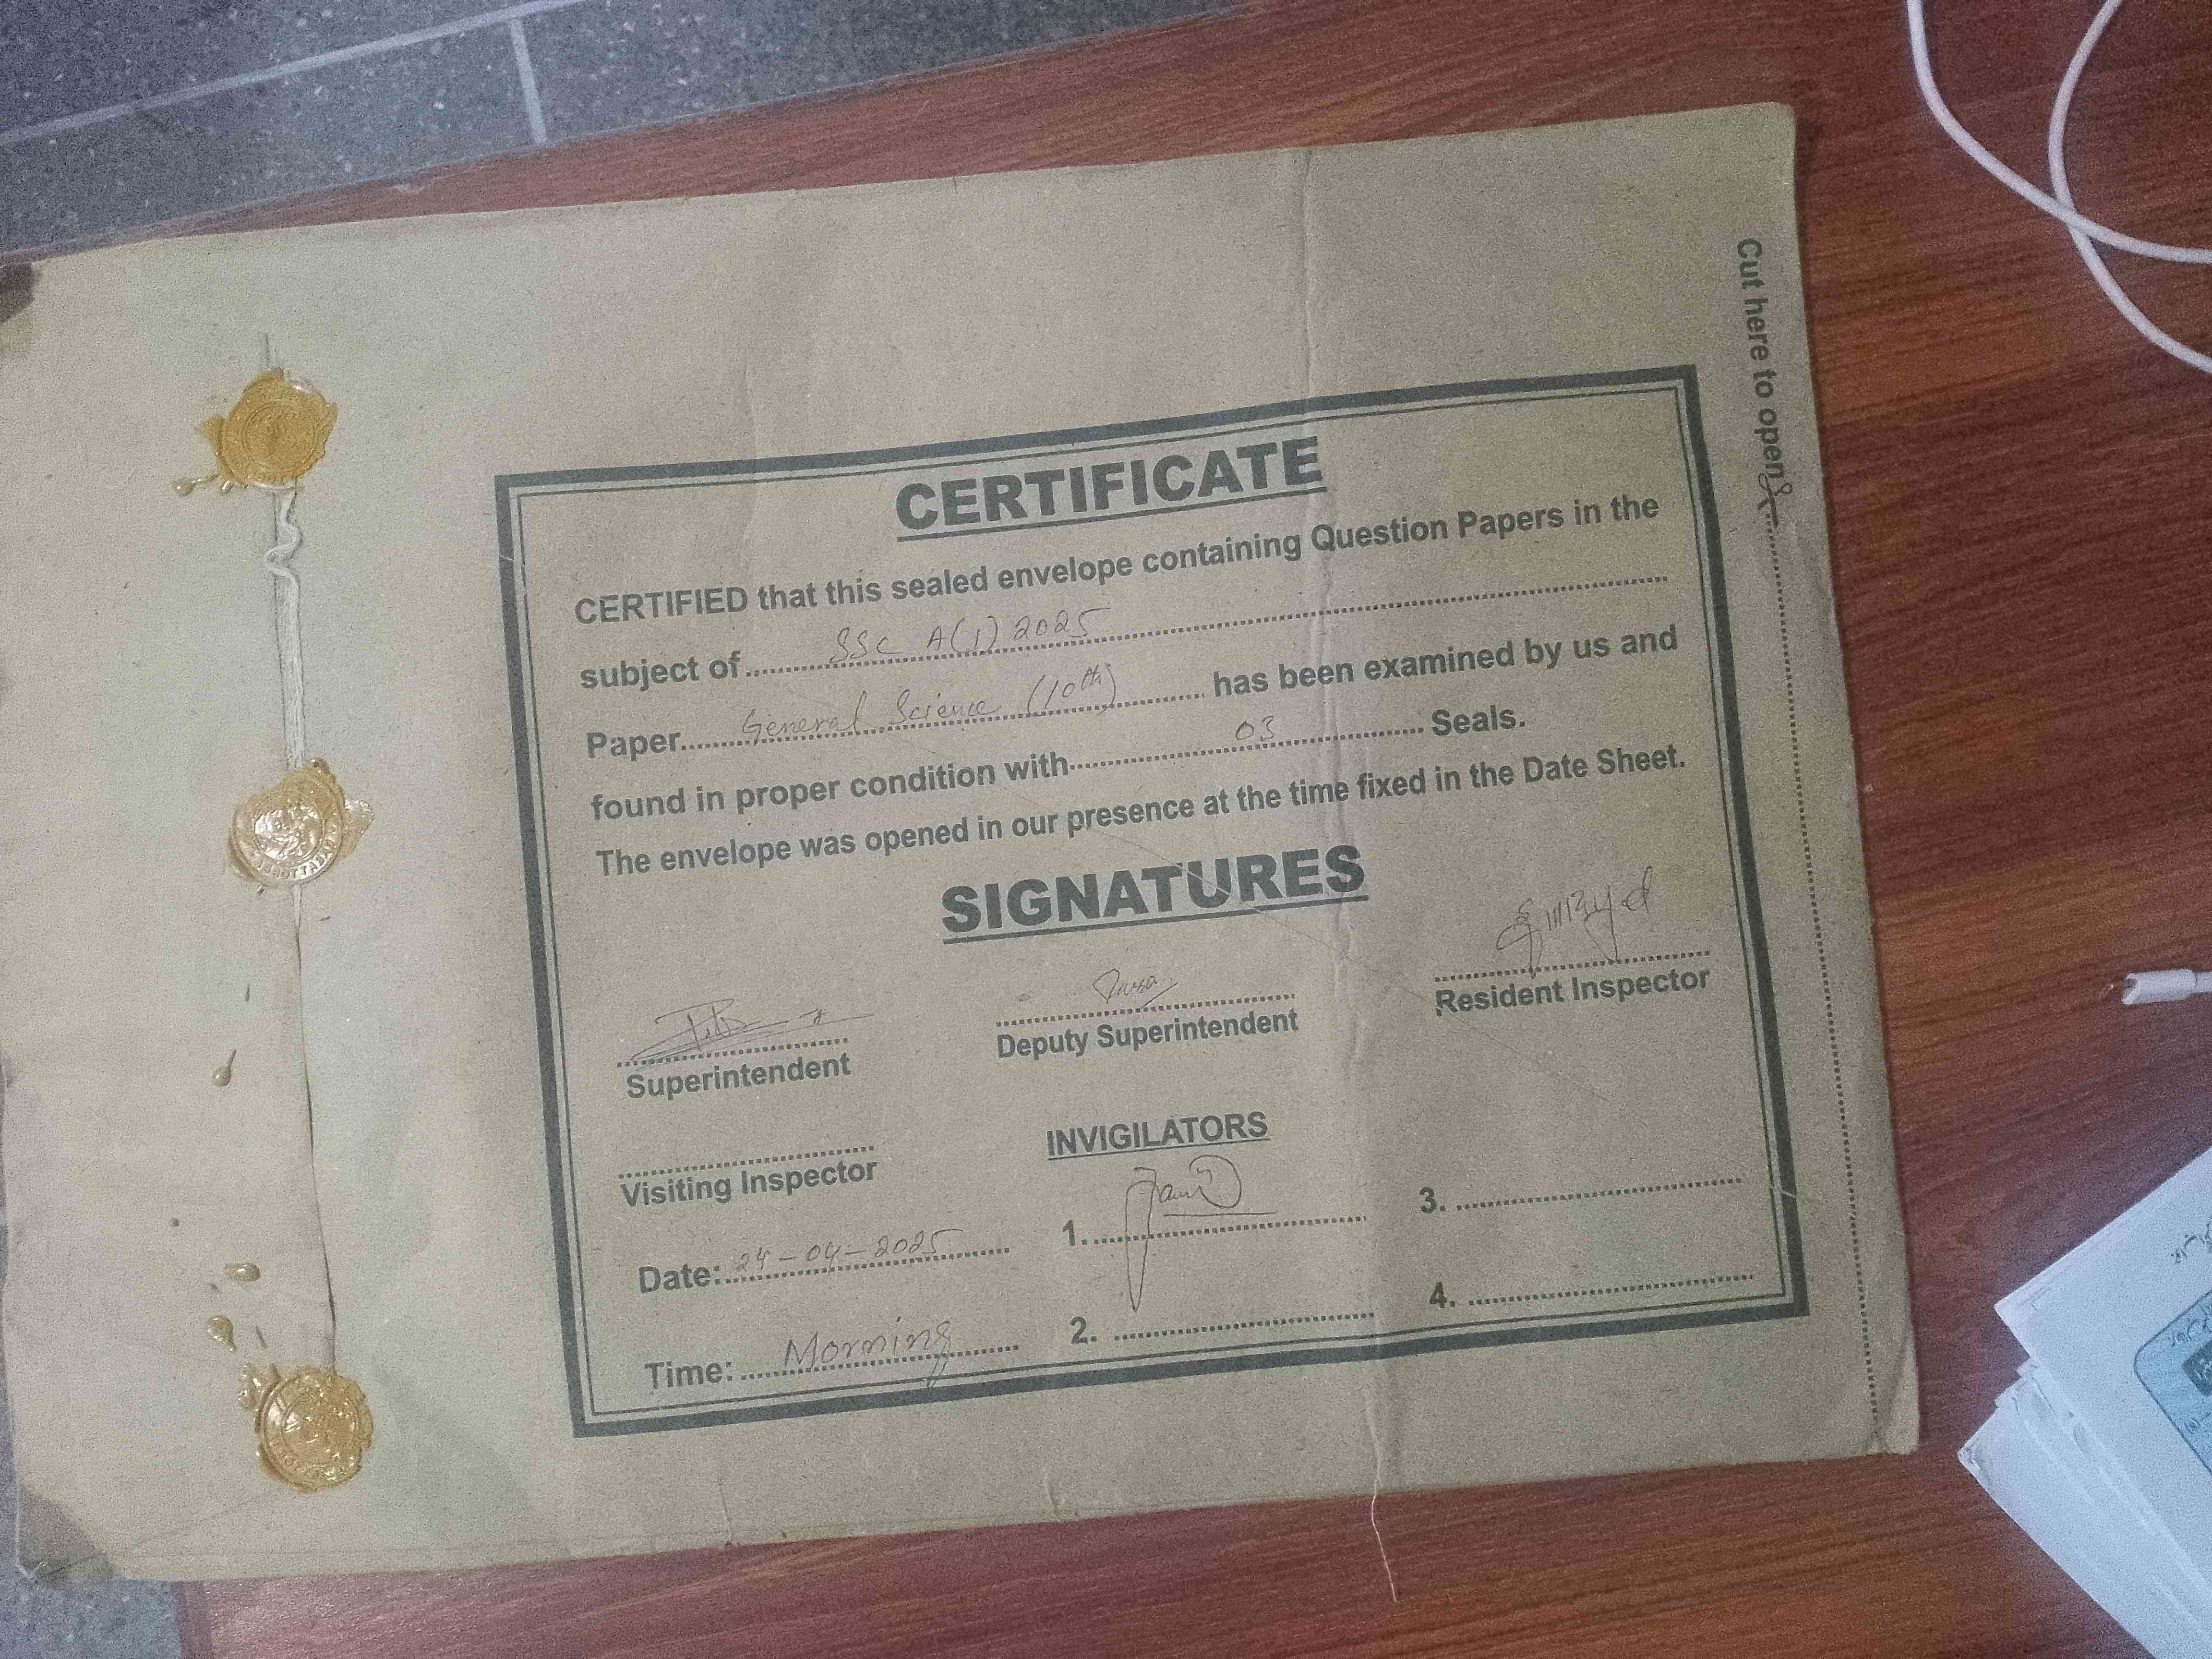 Cut here to open
CERTIFICATE
CERTIFIED that this sealed envelope containing Question Papers in the
subject of SSC A(1) 2025
Paper General Science (10th) has been examined by us and
found in proper condition with 03 Seals.
The envelope was opened in our presence at the time fixed in the Date Sheet.
SIGNATURES
Superintendent
Deputy Superintendent
Resident Inspector
Visiting Inspector
INVIGILATORS
Date: 24-04-2025
1.
3.
Time: Morning
2.
4.